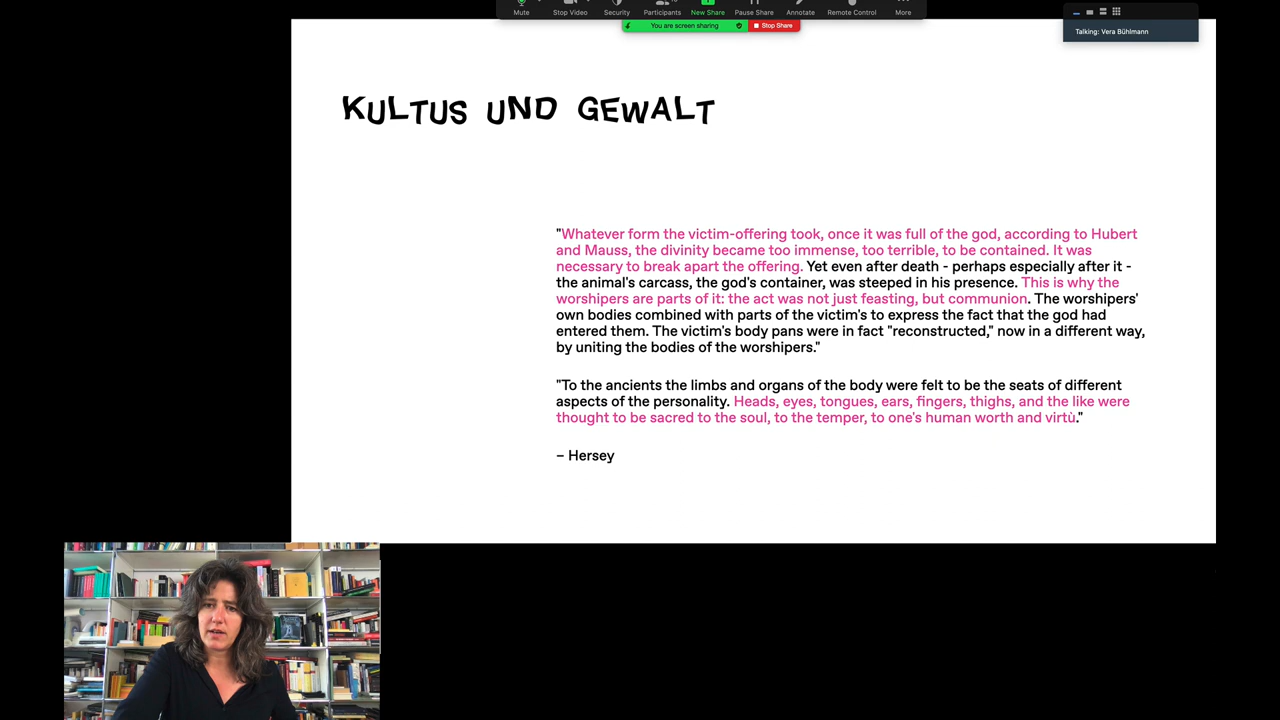 Mute
Stop Video
Security
Participants
New Share
Pause Share
Annotate
Remote Control
More
You are screen sharing
Stop Share
Talking: Vera Bühlmann
KULTUS UND GEWALT
"Whatever form the victim-offering took, once it was full of the god, according to Hubert
and Mauss, the divinity became too immense, too terrible, to be contained. It was
necessary to break apart the offering. Yet even after death - perhaps especially after it -
the animal's carcass, the god's container, was steeped in his presence. This is why the
worshipers are parts of it: the act was not just feasting, but communion. The worshipers'
own bodies combined with parts of the victim's to express the fact that the god had
entered them. The victim's body pans were in fact "reconstructed," now in a different way,
by uniting the bodies of the worshipers."
"To the ancients the limbs and organs of the body were felt to be the seats of different
aspects of the personality. Heads, eyes, tongues, ears, fingers, thighs, and the like were
thought to be sacred to the soul, to the temper, to one's human worth and virtù."
– Hersey